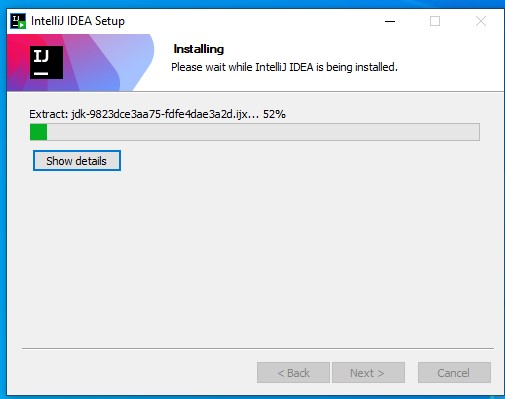 IntelliJ IDEA Setup
IJ
Installing
Please wait while IntelliJ IDEA is being installed.
Extract: jdk-9823dce3aa75-fdfe4dae3a2d.ijx... 52%
Show details
< Back
Next >
Cancel